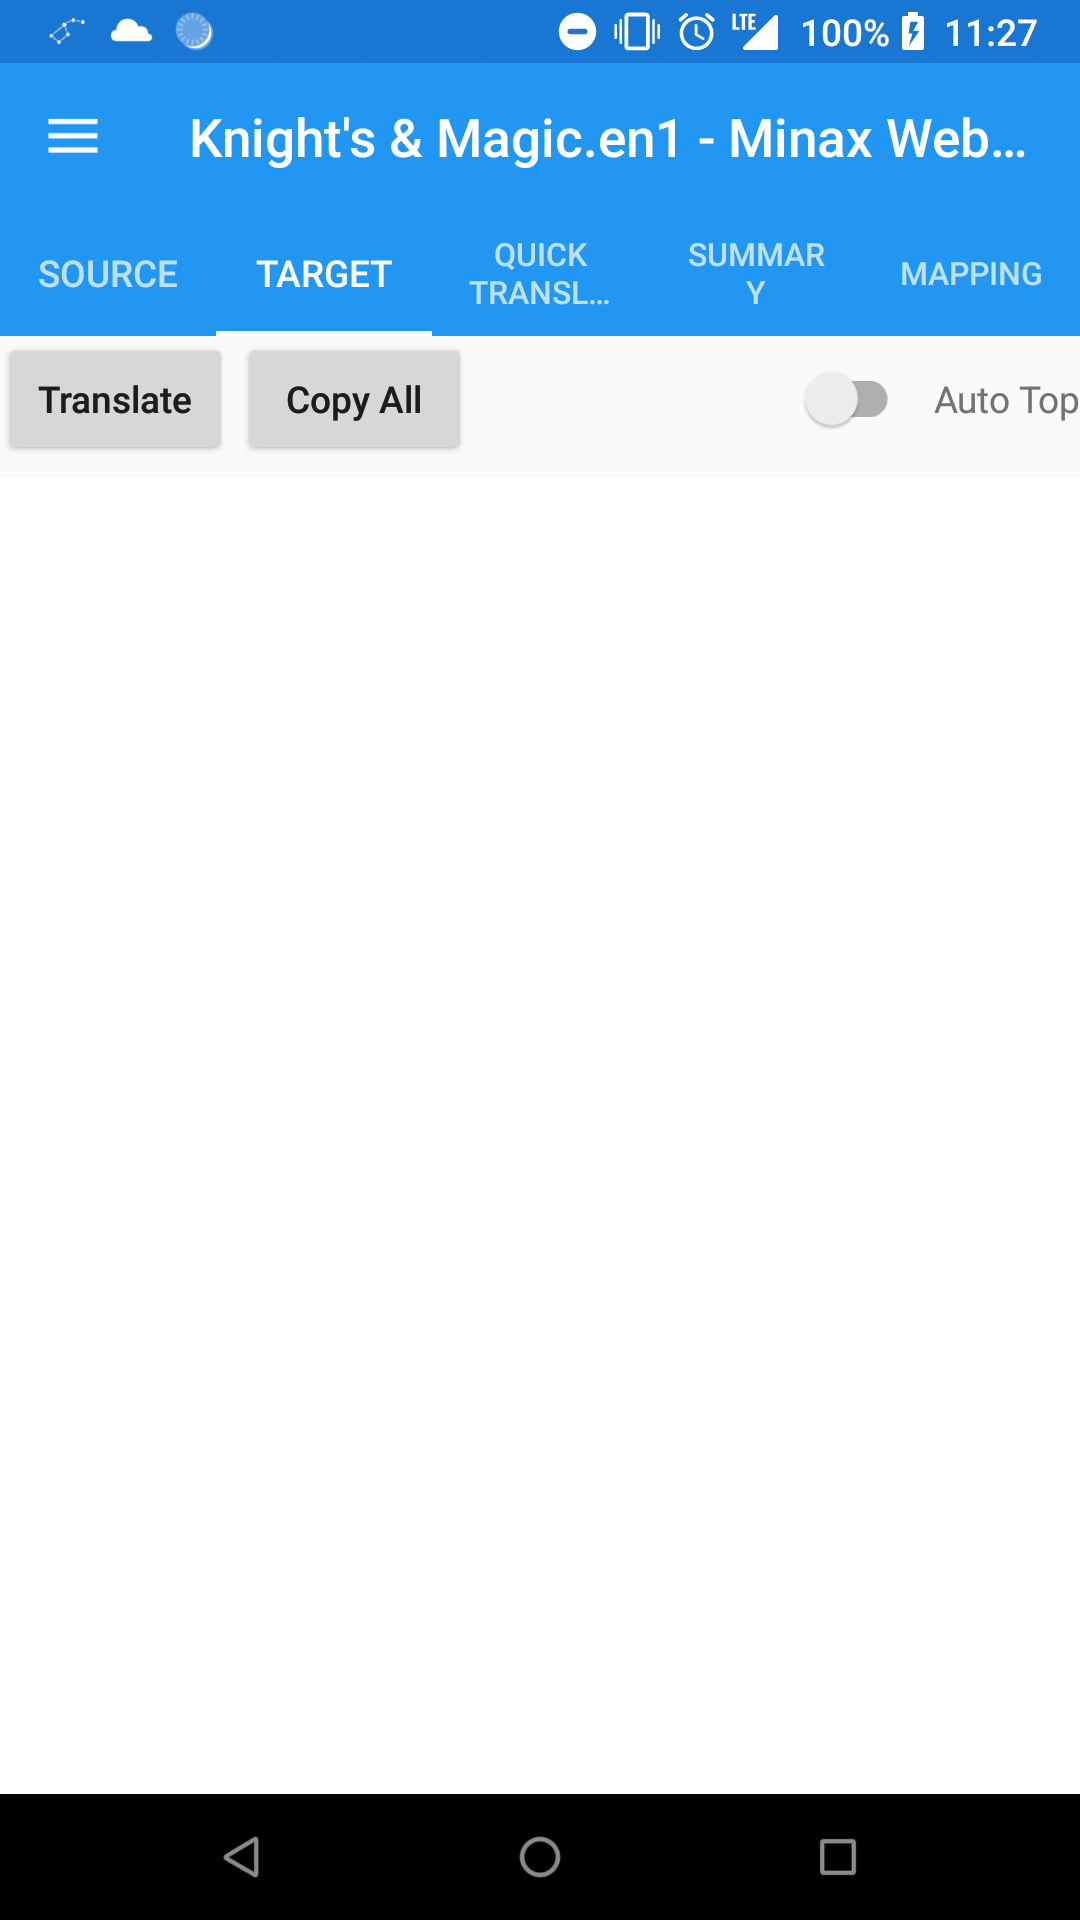 LTE 100% 11:27
Knight's & Magic.en1 - Minax Web...
SOURCE
TARGET
QUICK
TRANSL...
SUMMAR
Y
MAPPING
Translate
Copy All
Auto Top